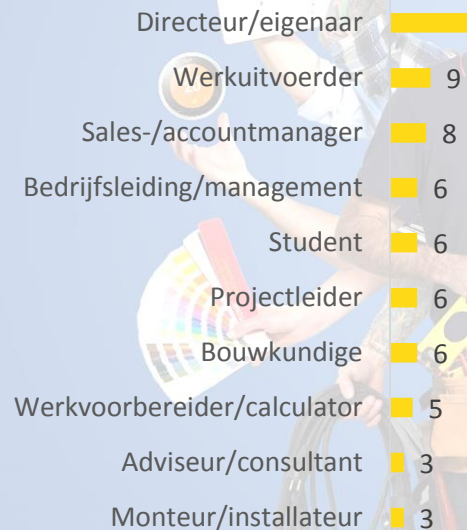 Directeur/eigenaar
Werkuitvoerder 9
Sales-/accountmanager 8
Bedrijfsleiding/management 6
Student 6
Projectleider 6
Bouwkundige 6
Werkvoorbereider/calculator 5
Adviseur/consultant 3
Monteur/installateur 3